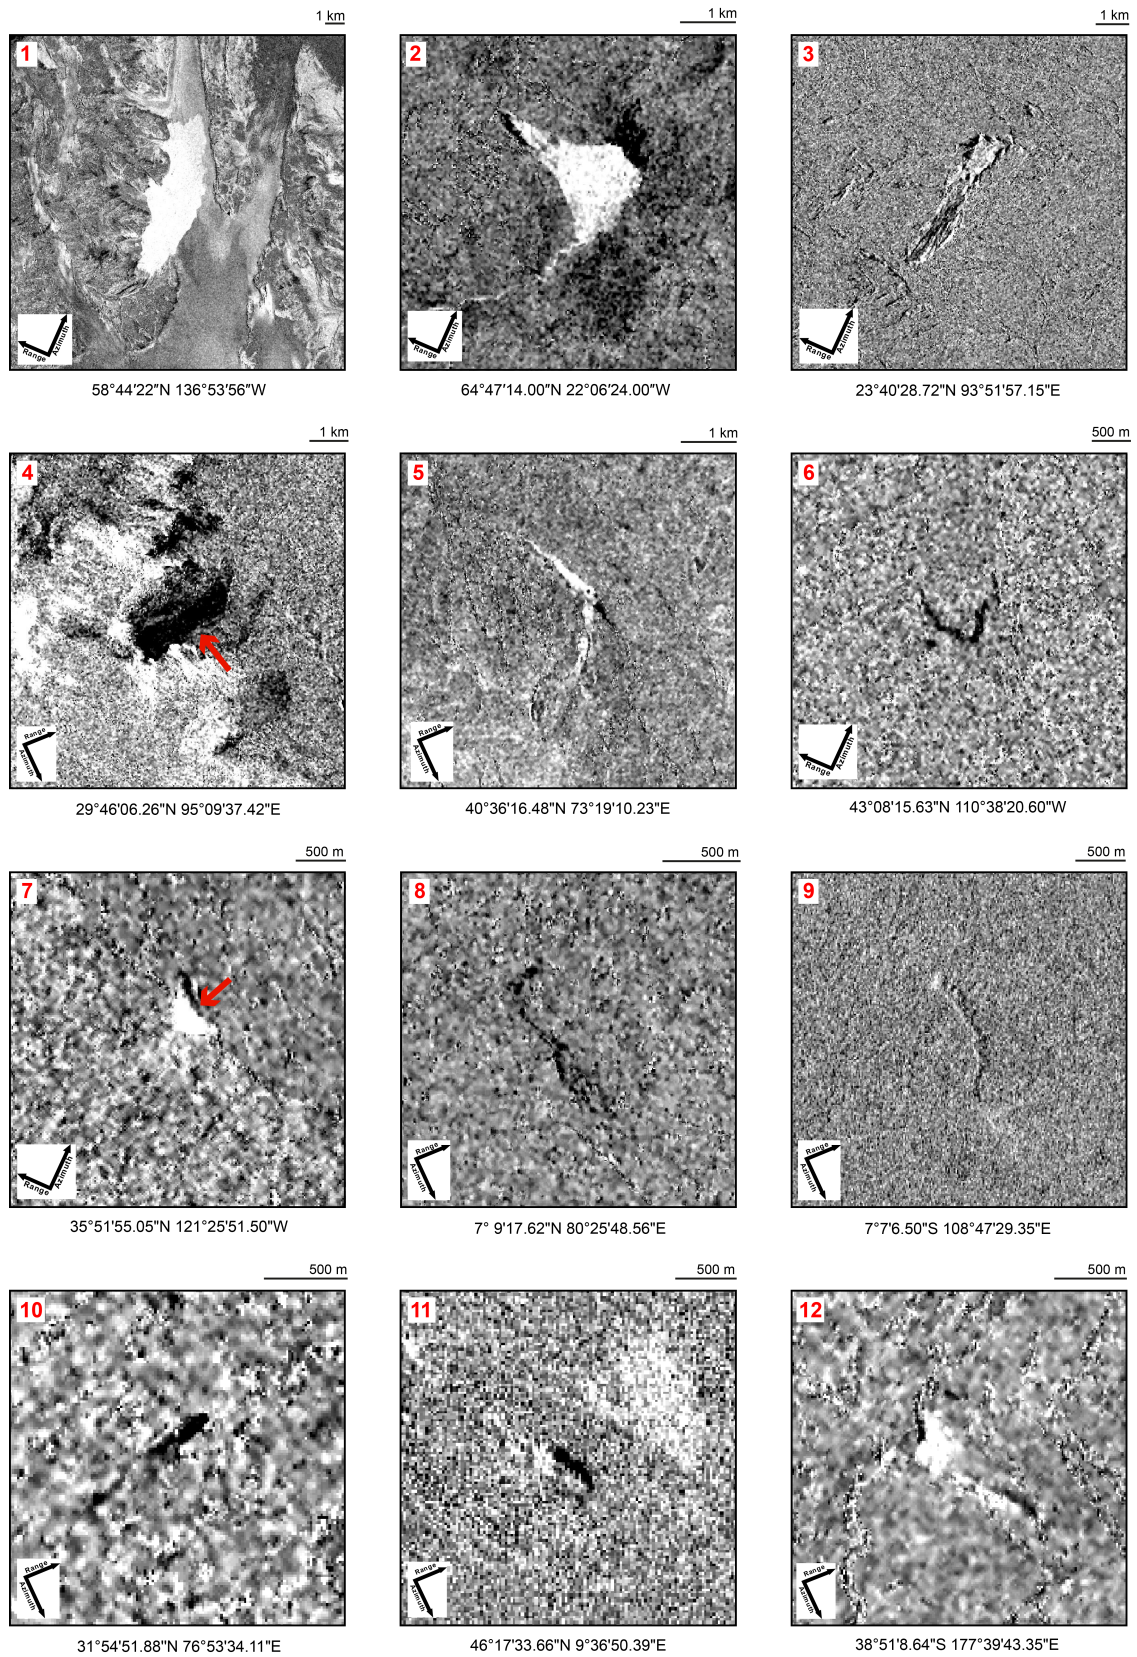 1 km
1 km
1 km
1
2
3
Range
Azimuth
Range
Azimuth
Range
Azimuth
58°44'22"N 136°53'56"W
64°47'14.00"N 22°06'24.00"W
23°40'28.72"N 93°51'57.15"E
1 km
1 km
500 m
4
5
6
Range
Azimuth
Range
Azimuth
Range
Azimuth
29°46'06.26"N 95°09'37.42"E
40°36'16.48"N 73°19'10.23"E
43°08'15.63"N 110°38'20.60"W
500 m
500 m
500 m
7
8
9
Range
Azimuth
Range
Azimuth
Range
Azimuth
35°51'55.05"N 121°25'51.50"W
7° 9'17.62"N 80°25'48.56"E
7°7'6.50"S 108°47'29.35"E
500 m
500 m
500 m
10
11
12
Range
Azimuth
Range
Azimuth
Range
Azimuth
31°54'51.88"N 76°53'34.11"E
46°17'33.66"N 9°36'50.39"E
38°51'8.64"S 177°39'43.35"E